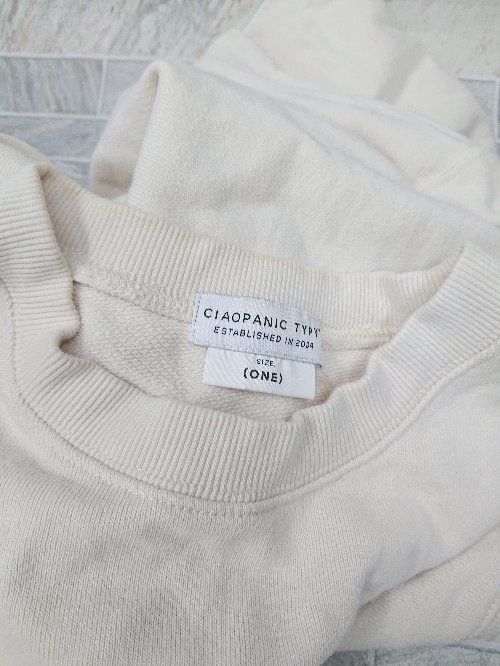 CIAOPANIC TYPY
ESTABLISHED IN 2004
SIZE.
(ONE)